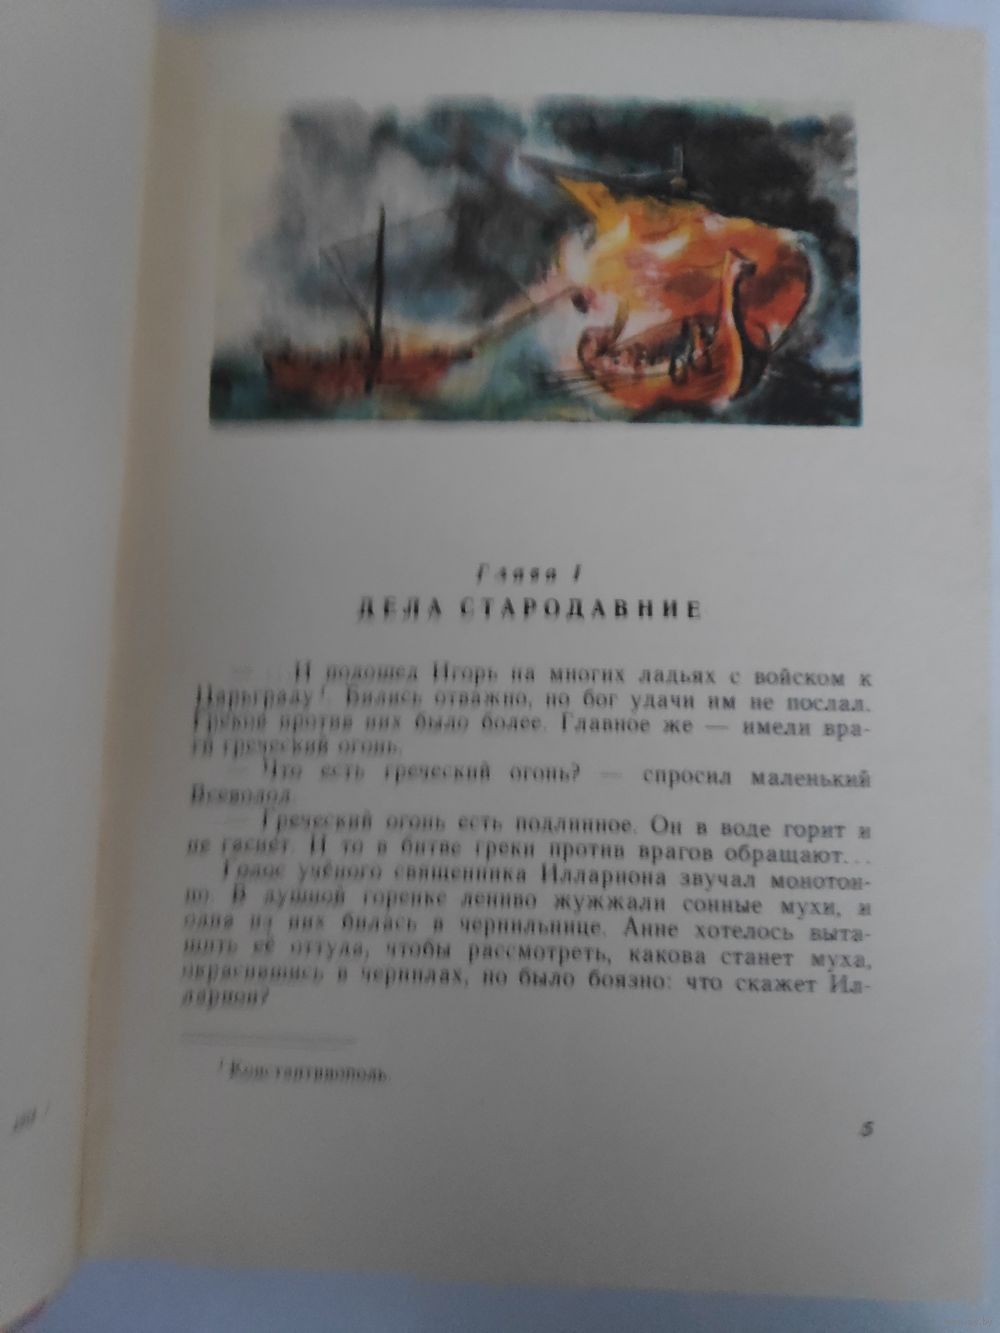 Глава I
ДЕЛА СТАРОДАВНИЕ
— ...И подошел Игорь на многих ладьях с войском к
Царьграду¹. Бились отважно, но бог удачи им не послал.
Греков против них было более. Главное же — имели вра-
ги греческий огонь.
— Что есть греческий огонь? — спросил маленький
Всеволод.
— Греческий огонь есть подлинное. Он в воде горит и
не гаснет. И то в битве греки против врагов обращают...
Голос учёного священника Иллариона звучал монотон-
но. В душной горенке лениво жужжали сонные мухи, и
одна из них билась в чернильнице. Анне хотелось выта-
щить её оттуда, чтобы рассмотреть, какова станет муха,
окрасившись в чернилах, но было боязно: что скажет Ил-
ларион?
¹ Константинополь.
5